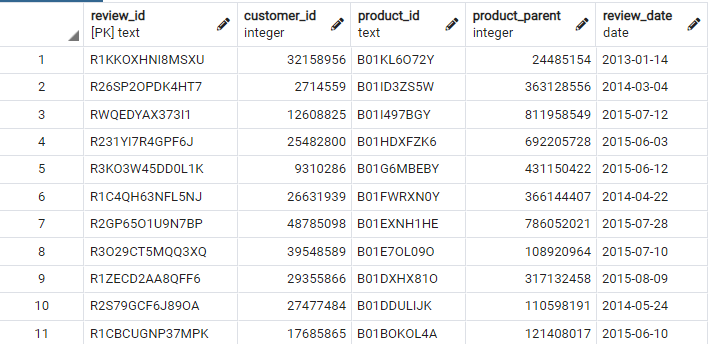 review_id customer_id product_id product_parent review_date
[PK] text integer text integer date
1 R1KKOXHNI8MSXU 32158956 B01KL6O72Y 24485154 2013-01-14
2 R26SP2OPDK4HT7 2714559 B01ID3ZS5W 363128556 2014-03-04
3 RWQEDYAX373I1 12608825 B01I497BGY 811958549 2015-07-12
4 R231YI7R4GPF6J 25482800 B01HDXFZK6 692205728 2015-06-03
5 R3KO3W45DD0L1K 9310286 B01G6MBEBY 431150422 2015-06-12
6 R1C4QH63NFL5NJ 26631939 B01FWRXN0Y 366144407 2014-04-22
7 R2GP65O1U9N7BP 48785098 B01EXNH1HE 786052021 2015-07-28
8 R3O29CT5MQQ3XQ 39548589 B01E7OL09O 108920964 2015-07-10
9 R1ZECD2AA8QFF6 29355866 B01DXHX81O 317132458 2015-08-09
10 R2S79GCF6J89OA 27477484 B01DDULIJK 110598191 2014-05-24
11 R1CBCUGNP37MPK 17685865 B01BOKOL4A 121408017 2015-06-10